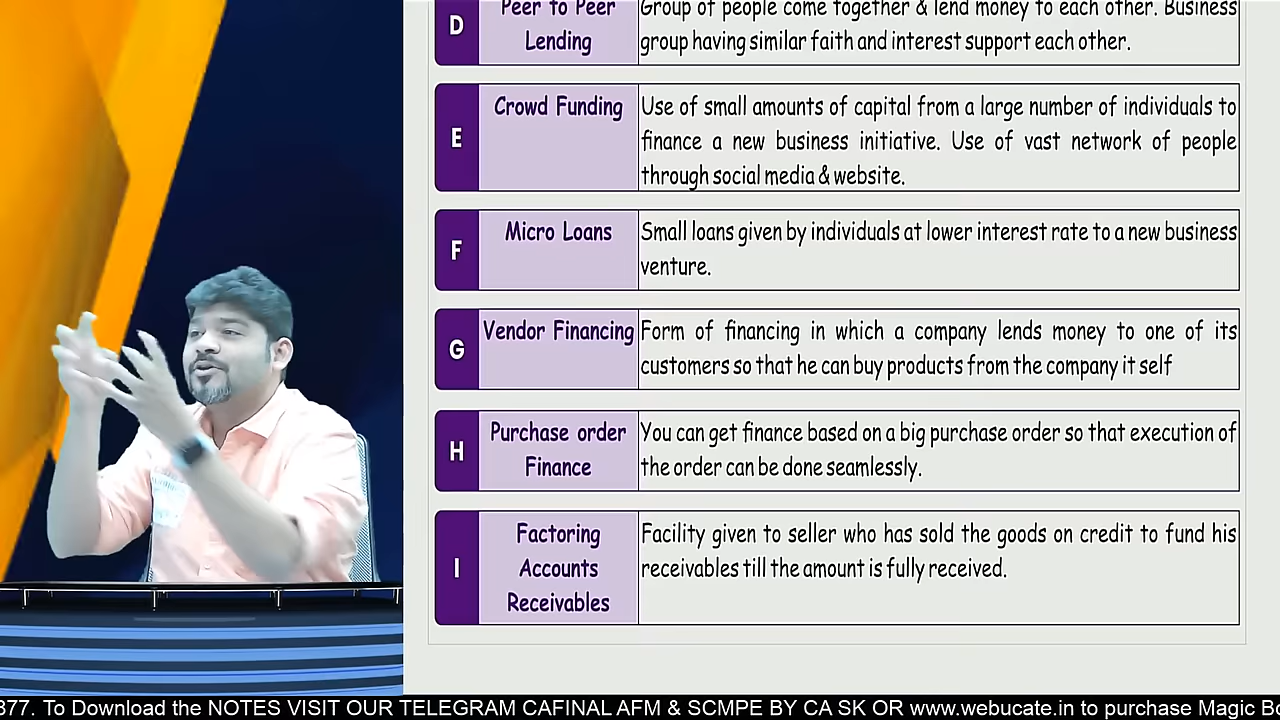 D
Peer to Peer
Lending
Group of people come together & lend money to each other. Business
group having similar faith and interest support each other.
E
Crowd Funding
Use of small amounts of capital from a large number of individuals to
finance a new business initiative. Use of vast network of people
through social media & website.
F
Micro Loans
Small loans given by individuals at lower interest rate to a new business
venture.
G
Vendor Financing
Form of financing in which a company lends money to one of its
customers so that he can buy products from the company it self
H
Purchase order
Finance
You can get finance based on a big purchase order so that execution of
the order can be done seamlessly.
I
Factoring
Accounts
Receivables
Facility given to seller who has sold the goods on credit to fund his
receivables till the amount is fully received.
377. To Download the NOTES VISIT OUR TELEGRAM CAFINAL AFM & SCMPE BY CA SK OR www.webucate.in to purchase Magic Bo